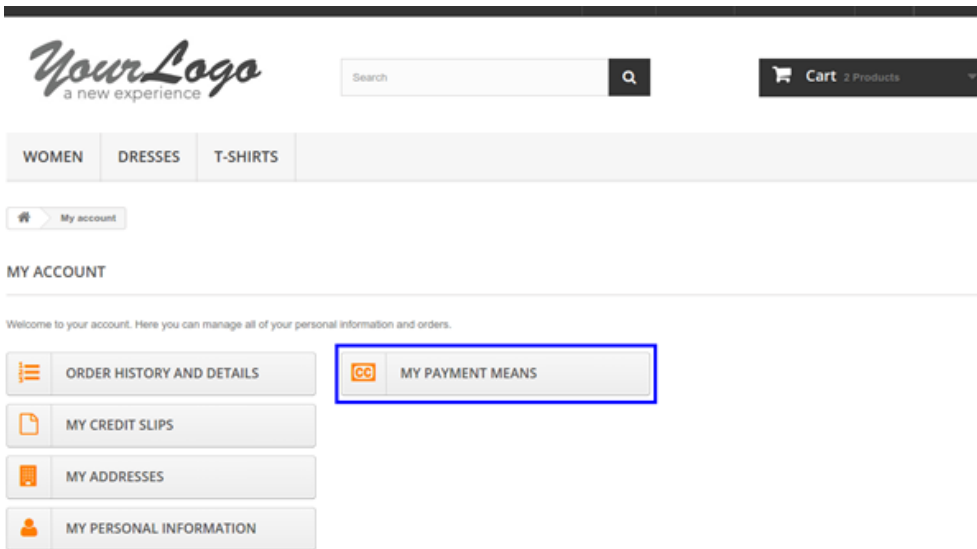 YourLogo
a new experience
Search
Cart 2 Products
WOMEN DRESSES T-SHIRTS
My account
MY ACCOUNT
Welcome to your account. Here you can manage all of your personal information and orders.
ORDER HISTORY AND DETAILS
MY CREDIT SLIPS
MY ADDRESSES
MY PERSONAL INFORMATION
CC MY PAYMENT MEANS